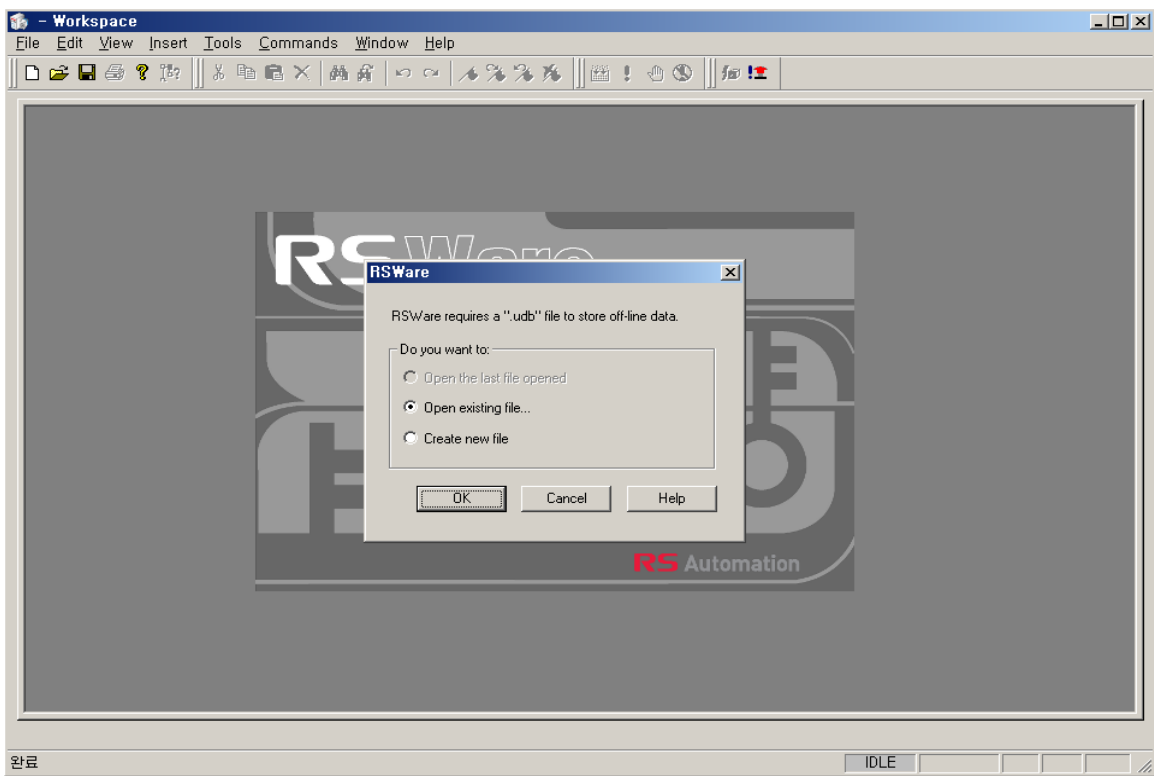 - Workspace
File Edit View Insert Tools Commands Window Help
RSWare
RSWare
RSWare requires a ".udb" file to store off-line data.
Do you want to:
Open the last file opened
Open existing file...
Create new file
OK Cancel Help
RS Automation
완료 IDLE